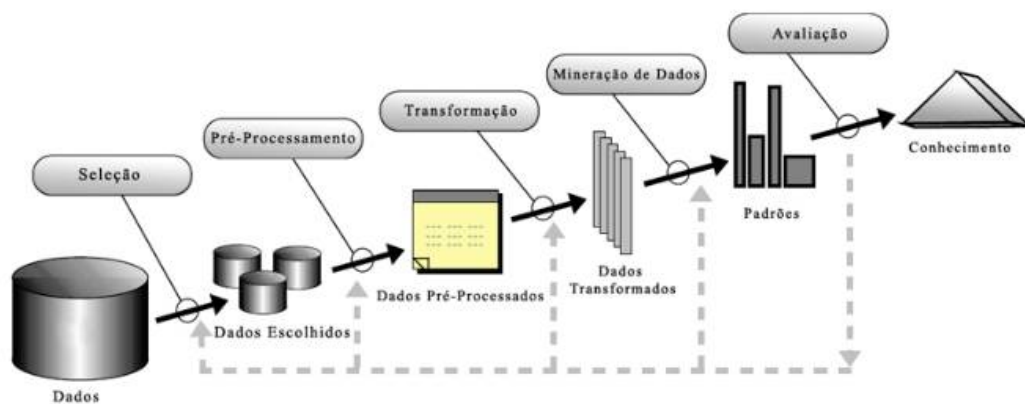 Avaliação
Mineração de Dados
Transformação
Pré-Processamento
Seleção
Conhecimento
Padrões
Dados
Transformados
Dados Pré-Processados
Dados Escolhidos
Dados